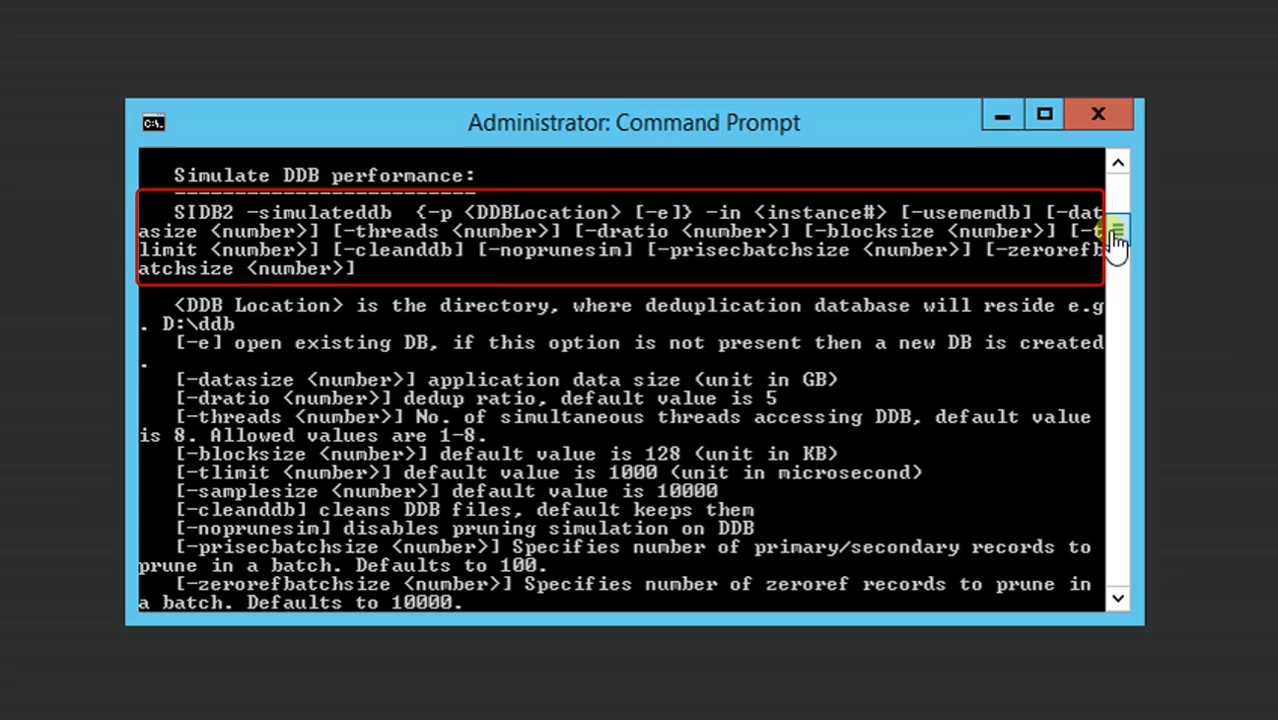 Administrator: Command Prompt
Simulate DDB performance:
-------------------------
SIDB2 -simulateddb {-p <DDBLocation> [-e]} -in <instance#> [-usememdb] [-dat
asize <number>] [-threads <number>] [-dratio <number>] [-blocksize <number>] [-t
limit <number>] [-cleanddb] [-noprunesim] [-prisecbatchsize <number>] [-zerorefb
atchsize <number>]
<DDB Location> is the directory, where deduplication database will reside e.g
. D:\ddb
[-e] open existing DB, if this option is not present then a new DB is created
.
[-datasize <number>] application data size (unit in GB)
[-dratio <number>] dedup ratio, default value is 5
[-threads <number>] No. of simultaneous threads accessing DDB, default value
is 8. Allowed values are 1-8.
[-blocksize <number>] default value is 128 (unit in KB)
[-tlimit <number>] default value is 1000 (unit in microsecond)
[-samplesize <number>] default value is 10000
[-cleanddb] cleans DDB files, default keeps them
[-noprunesim] disables pruning simulation on DDB
[-prisecbatchsize <number>] Specifies number of primary/secondary records to
prune in a batch. Defaults to 100.
[-zerorefbatchsize <number>] Specifies number of zeroref records to prune in
a batch. Defaults to 10000.